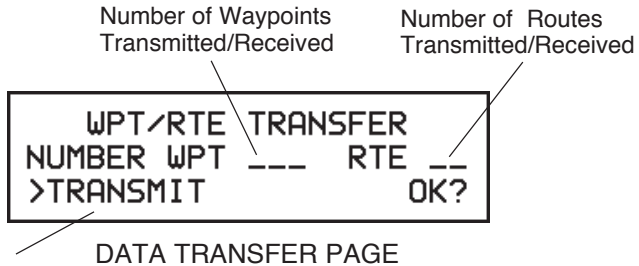 Number of Waypoints
Transmitted/Received
Number of Routes
Transmitted/Received
WPT/RTE TRANSFER
NUMBER WPT ___ RTE __
>TRANSMIT OK?
DATA TRANSFER PAGE